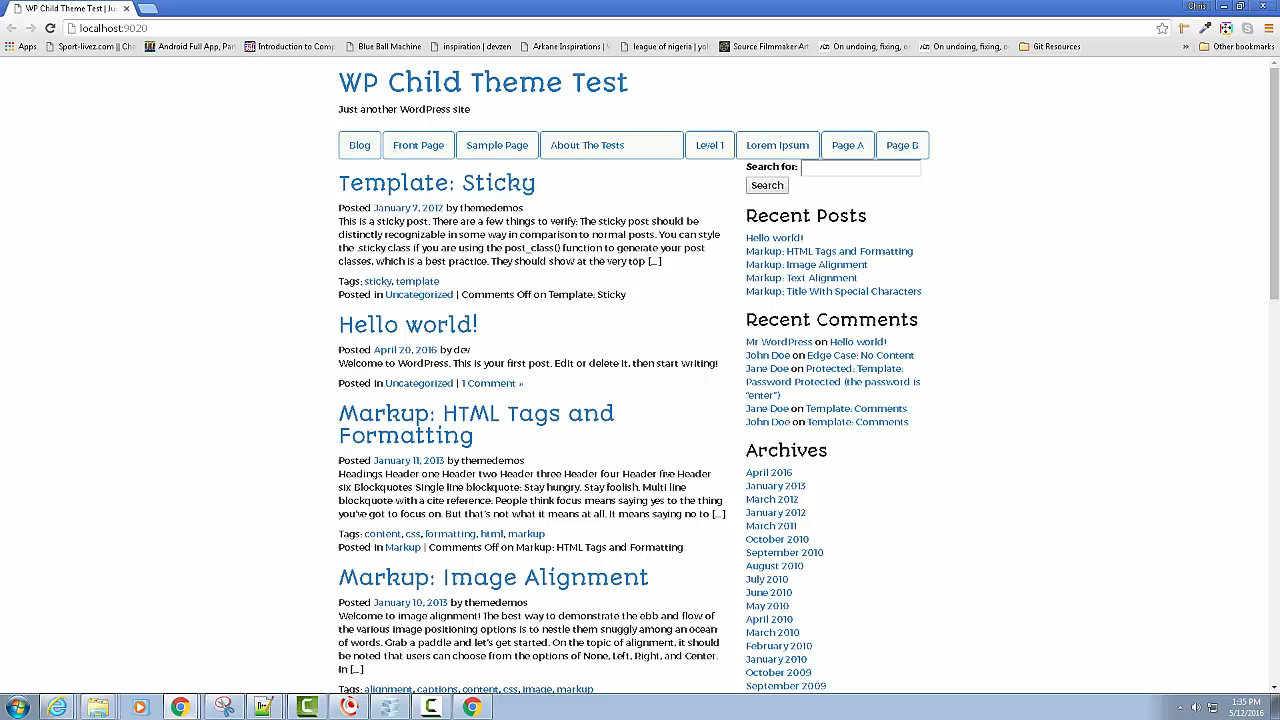 WP Child Theme Test | Ju
Chris
localhost:9020
Apps
Sport-livez.com || Cha
Android Full App, Part
Introduction to Comp
Blue Ball Machine
inspiration | devzen
Arkane Inspirations | 
league of nigeria | yol
Source Filmmaker Art
On undoing, fixing, o
On undoing, fixing, o
Git Resources
»
Other bookmarks
WP Child Theme Test
Just another WordPress site
Blog
Front Page
Sample Page
About The Tests
Level 1
Lorem Ipsum
Page A
Page B
Template: Sticky
Posted January 7, 2012 by themedemos
This is a sticky post. There are a few things to verify: The sticky post should be
distinctly recognizable in some way in comparison to normal posts. You can style
the .sticky class if you are using the post_class() function to generate your post
classes, which is a best practice. They should show at the very top […]
Tags: sticky, template
Posted in Uncategorized | Comments Off on Template: Sticky
Hello world!
Posted April 20, 2016 by dev
Welcome to WordPress. This is your first post. Edit or delete it, then start writing!
Posted in Uncategorized | 1 Comment »
Markup: HTML Tags and
Formatting
Posted January 11, 2013 by themedemos
Headings Header one Header two Header three Header four Header five Header
six Blockquotes Single line blockquote: Stay hungry. Stay foolish. Multi line
blockquote with a cite reference: People think focus means saying yes to the thing
you've got to focus on. But that's not what it means at all. It means saying no to […]
Tags: content, css, formatting, html, markup
Posted in Markup | Comments Off on Markup: HTML Tags and Formatting
Markup: Image Alignment
Posted January 10, 2013 by themedemos
Welcome to image alignment! The best way to demonstrate the ebb and flow of
the various image positioning options is to nestle them snuggly among an ocean
of words. Grab a paddle and let's get started. On the topic of alignment, it should
be noted that users can choose from the options of None, Left, Right, and Center.
In […]
Tags: alignment, captions, content, css, image, markup
Search for:
Search
Recent Posts
Hello world!
Markup: HTML Tags and Formatting
Markup: Image Alignment
Markup: Text Alignment
Markup: Title With Special Characters
Recent Comments
Mr WordPress on Hello world!
John Doe on Edge Case: No Content
Jane Doe on Protected: Template:
Password Protected (the password is
"enter")
Jane Doe on Template: Comments
John Doe on Template: Comments
Archives
April 2016
January 2013
March 2012
January 2012
March 2011
October 2010
September 2010
August 2010
July 2010
June 2010
May 2010
April 2010
March 2010
February 2010
January 2010
October 2009
September 2009
1:35 PM
5/12/2016